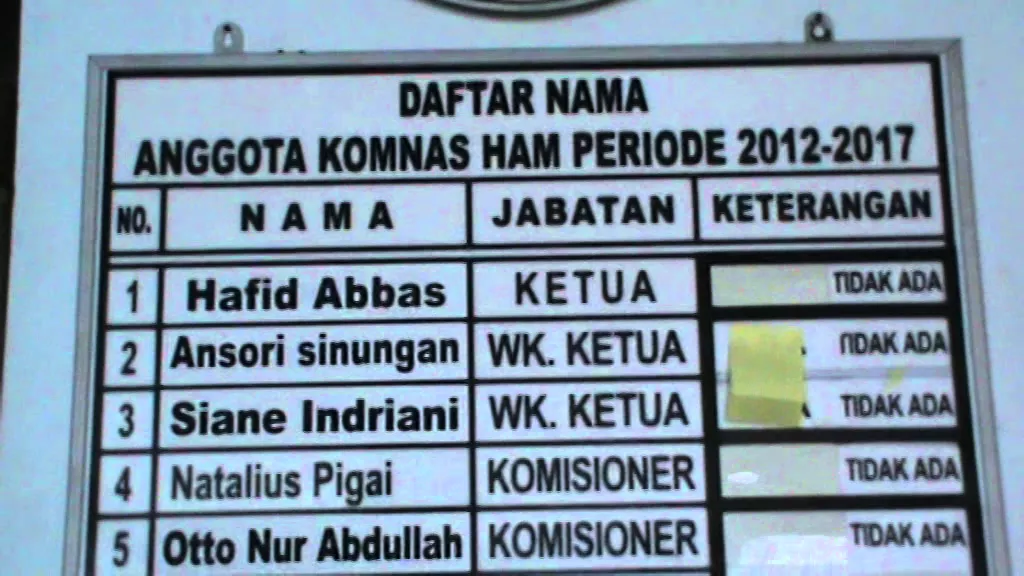 DAFTAR NAMA
ANGGOTA KOMNAS HAM PERIODE 2012-2017
NO. NAMA JABATAN KETERANGAN
1 Hafid Abbas KETUA TIDAK ADA
2 Ansori sinungan WK. KETUA TIDAK ADA
3 Siane Indriani WK. KETUA TIDAK ADA
4 Natalius Pigai KOMISIONER TIDAK ADA
5 Otto Nur Abdullah KOMISIONER TIDAK ADA